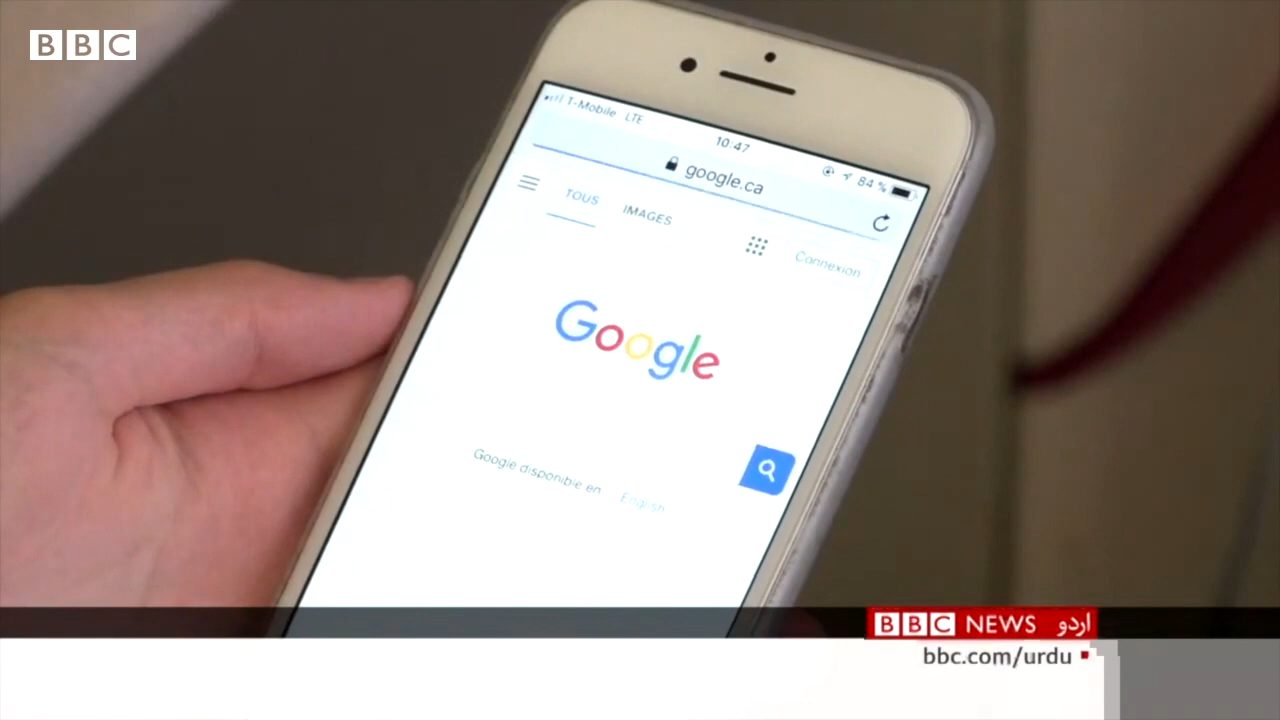 BBC
T-Mobile LTE 10:47 84 %
google.ca
TOUS IMAGES
Connexion
Google
Google disponible en English
BBC NEWS اردو
bbc.com/urdu